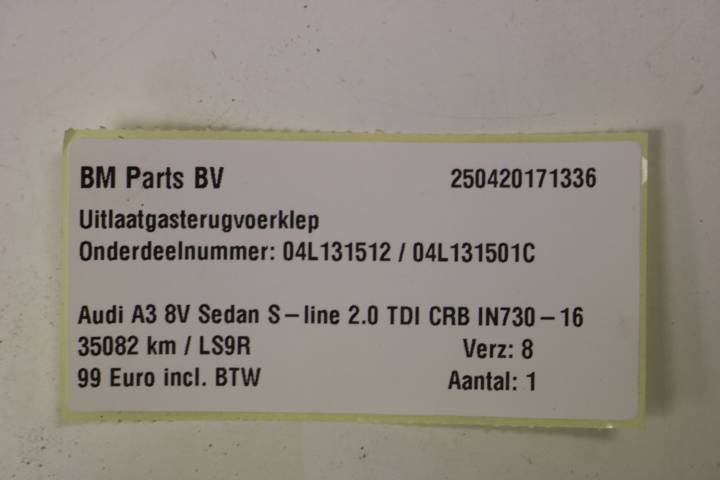 BM Parts BV 250420171336
Uitlaatgasterugvoerklep
Onderdeelnummer: 04L131512 / 04L131501C
Audi A3 8V Sedan S-line 2.0 TDI CRB IN730-16
35082 km / LS9R Verz: 8
99 Euro incl. BTW Aantal: 1